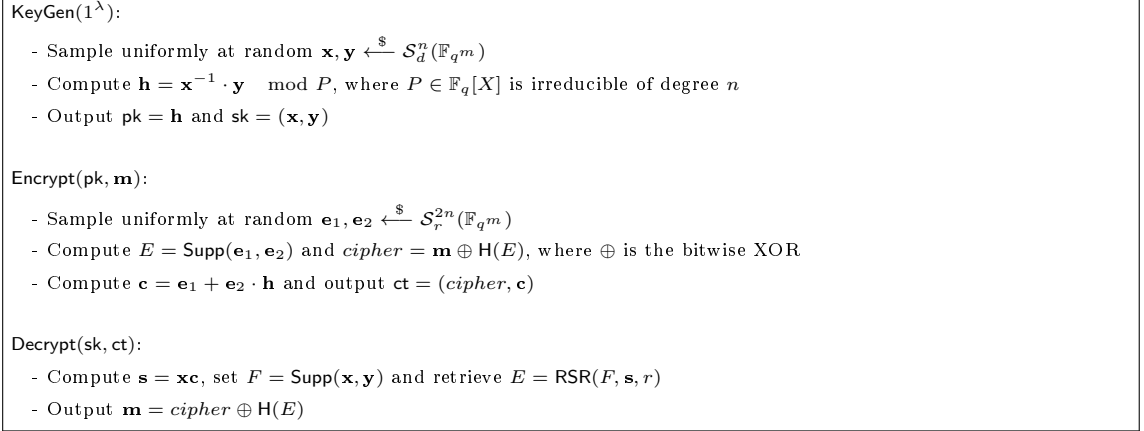 KeyGen(1^λ):
- Sample uniformly at random x, y ←$ S_d^n(F_{q^m})
- Compute h = x^{-1} · y mod P, where P ∈ F_q[X] is irreducible of degree n
- Output pk = h and sk = (x, y)
Encrypt(pk, m):
- Sample uniformly at random e_1, e_2 ←$ S_r^{2n}(F_{q^m})
- Compute E = Supp(e_1, e_2) and cipher = m ⊕ H(E), where ⊕ is the bitwise XOR
- Compute c = e_1 + e_2 · h and output ct = (cipher, c)
Decrypt(sk, ct):
- Compute s = xc, set F = Supp(x, y) and retrieve E = RSR(F, s, r)
- Output m = cipher ⊕ H(E)